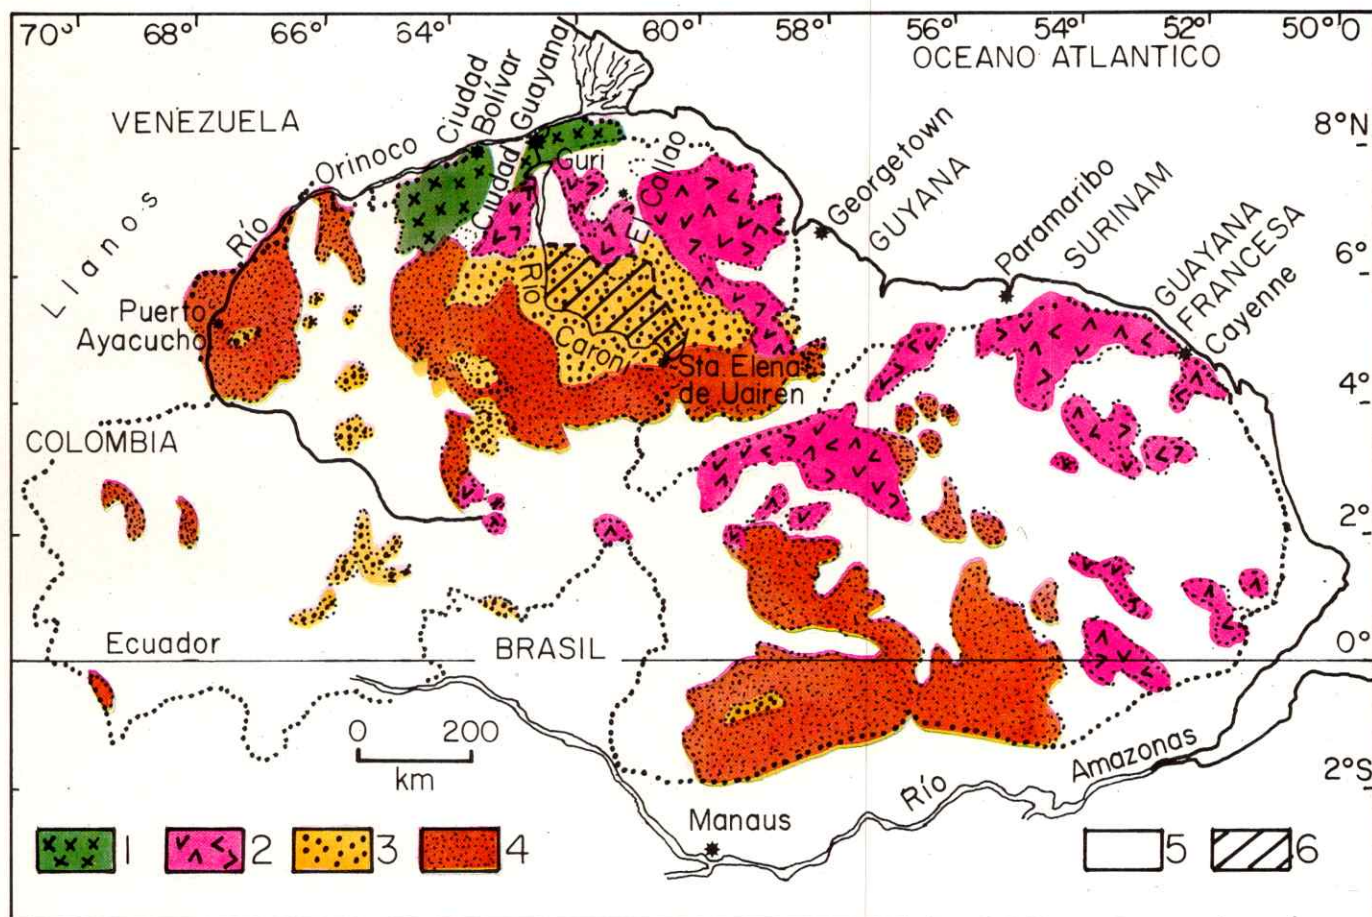 70° 68° 66° 64° 60° 58° 56° 54° 52° 50°0'
OCEANO ATLANTICO
VENEZUELA
Ciudad
Bolívar
Ciudad
Guayana
8°N
Orinoco
Río
Llanos
Guri
El Callao
Georgetown
GUYANA
Paramaribo
SURINAM
GUAYANA
FRANCESA
Cayenne
6°
Puerto
Ayacucho
Río
Caroni
Sta Elena
de Uairen
4°
COLOMBIA
2°
Ecuador
BRASIL
0°
0 200
km
Amazonas
Río
2°S
Manaus
1 2 3 4 5 6